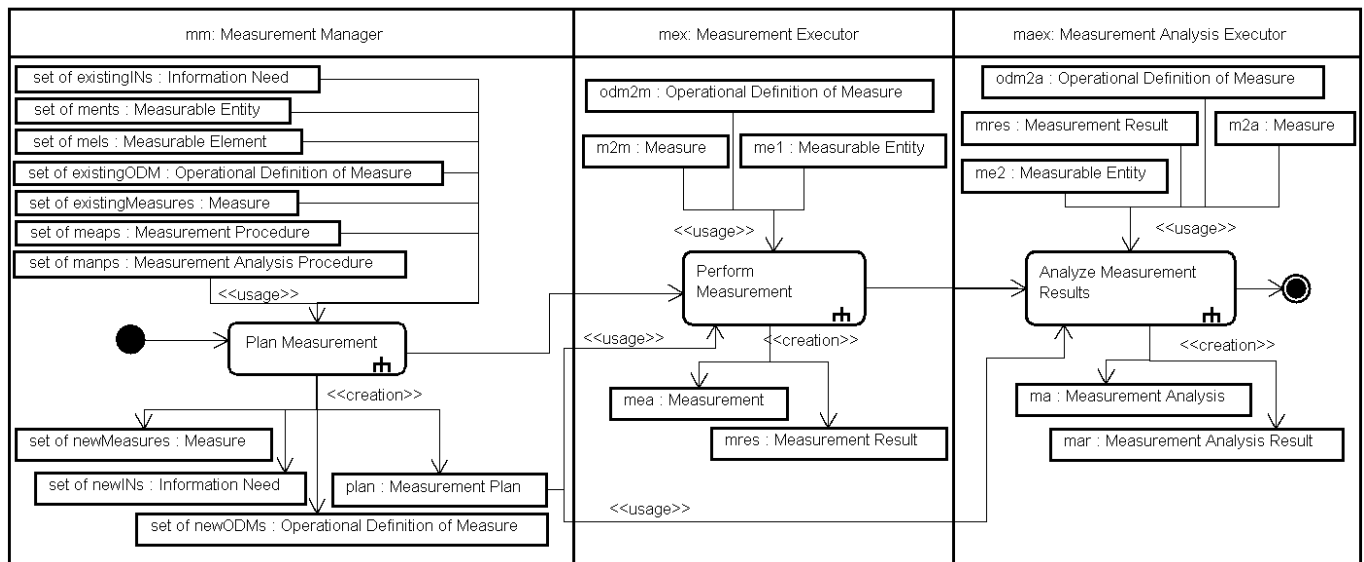 mm: Measurement Manager
mex: Measurement Executor
maex: Measurement Analysis Executor
set of existingINs : Information Need
set of ments : Measurable Entity
set of mels : Measurable Element
set of existingODM : Operational Definition of Measure
set of existingMeasures : Measure
set of meaps : Measurement Procedure
set of manps : Measurement Analysis Procedure
<<usage>>
Plan Measurement
<<creation>>
set of newMeasures : Measure
set of newINs : Information Need
plan : Measurement Plan
set of newODMs : Operational Definition of Measure
odm2m : Operational Definition of Measure
m2m : Measure
me1 : Measurable Entity
<<usage>>
Perform
Measurement
<<usage>>
<<creation>>
mea : Measurement
mres : Measurement Result
<<usage>>
odm2a : Operational Definition of Measure
mres : Measurement Result
m2a : Measure
me2 : Measurable Entity
<<usage>>
Analyze Measurement
Results
<<creation>>
ma : Measurement Analysis
mar : Measurement Analysis Result